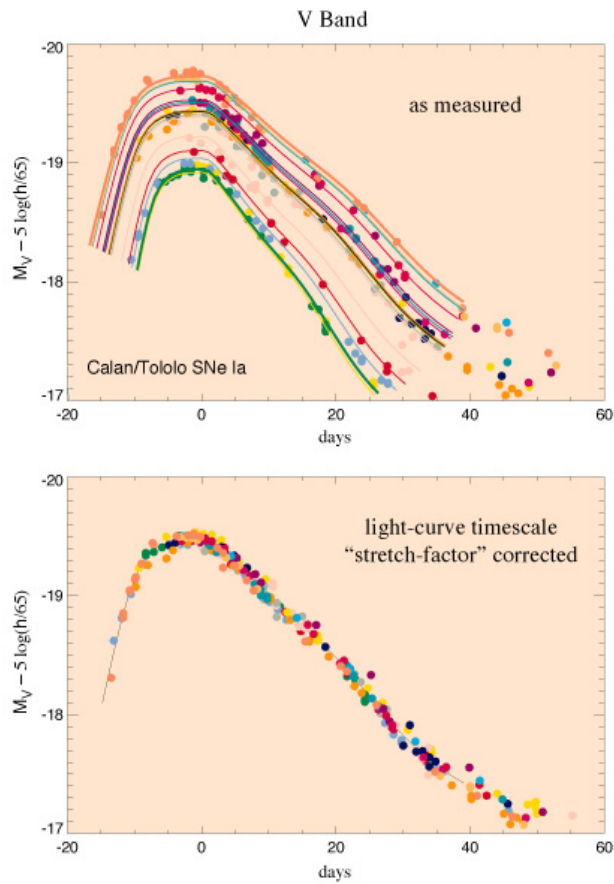 V Band
-20
-19
-18
-17
M_V – 5 log(h/65)
as measured
Calan/Tololo SNe Ia
-20 0 20 40 60
days
-20
-19
-18
-17
M_V – 5 log(h/65)
light-curve timescale
“stretch-factor” corrected
-20 0 20 40 60
days